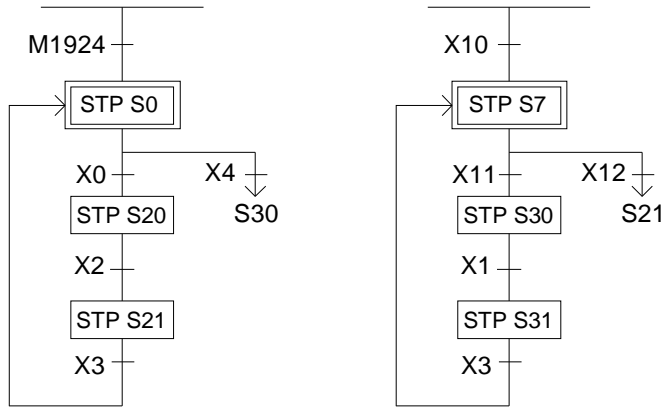 M1924
STP S0
X0
X4
STP S20
S30
X2
STP S21
X3
X10
STP S7
X11
X12
STP S30
S21
X1
STP S31
X3